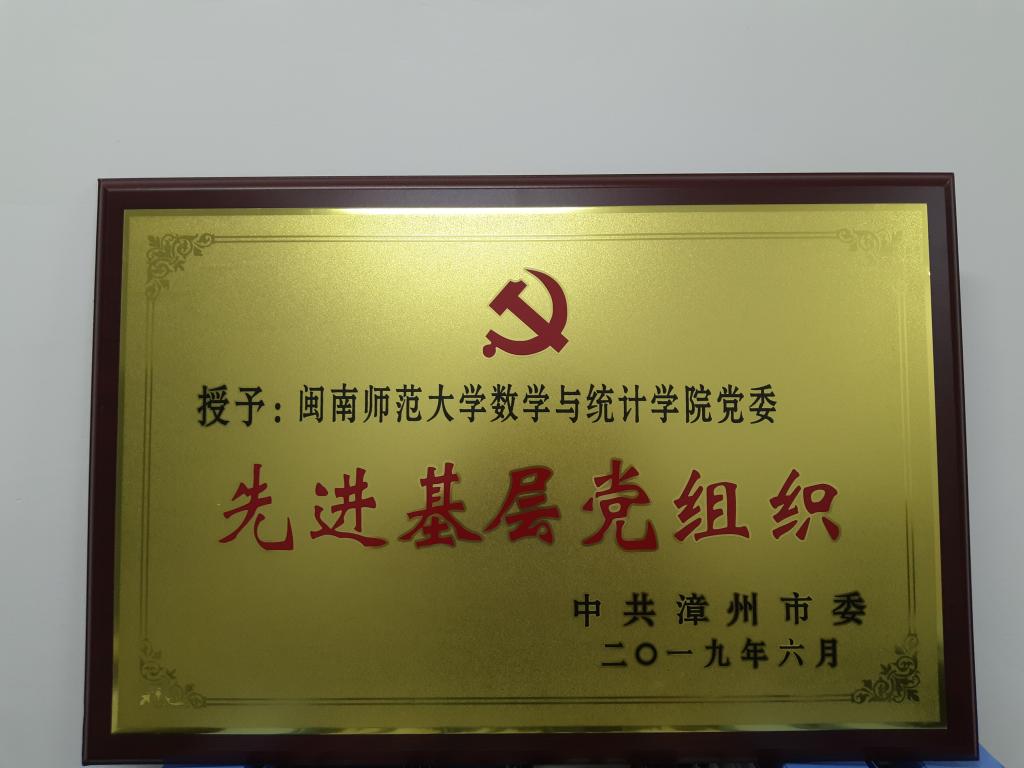 授予:闽南师范大学数学与统计学院党委
先进基层党组织
中共漳州市委
二〇一九年六月